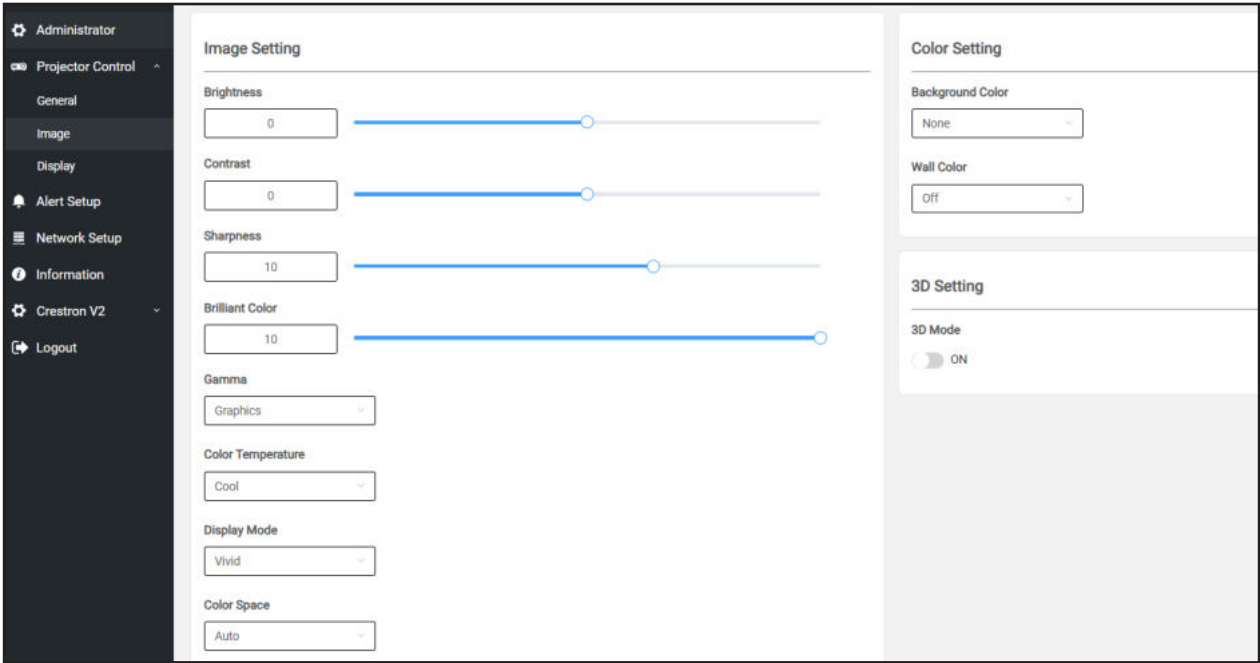 Administrator
Projector Control
General
Image
Display
Alert Setup
Network Setup
Information
Crestron V2
Logout
Image Setting
Brightness
0
Contrast
0
Sharpness
10
Brilliant Color
10
Gamma
Graphics
Color Temperature
Cool
Display Mode
Vivid
Color Space
Auto
Color Setting
Background Color
None
Wall Color
Off
3D Setting
3D Mode
ON